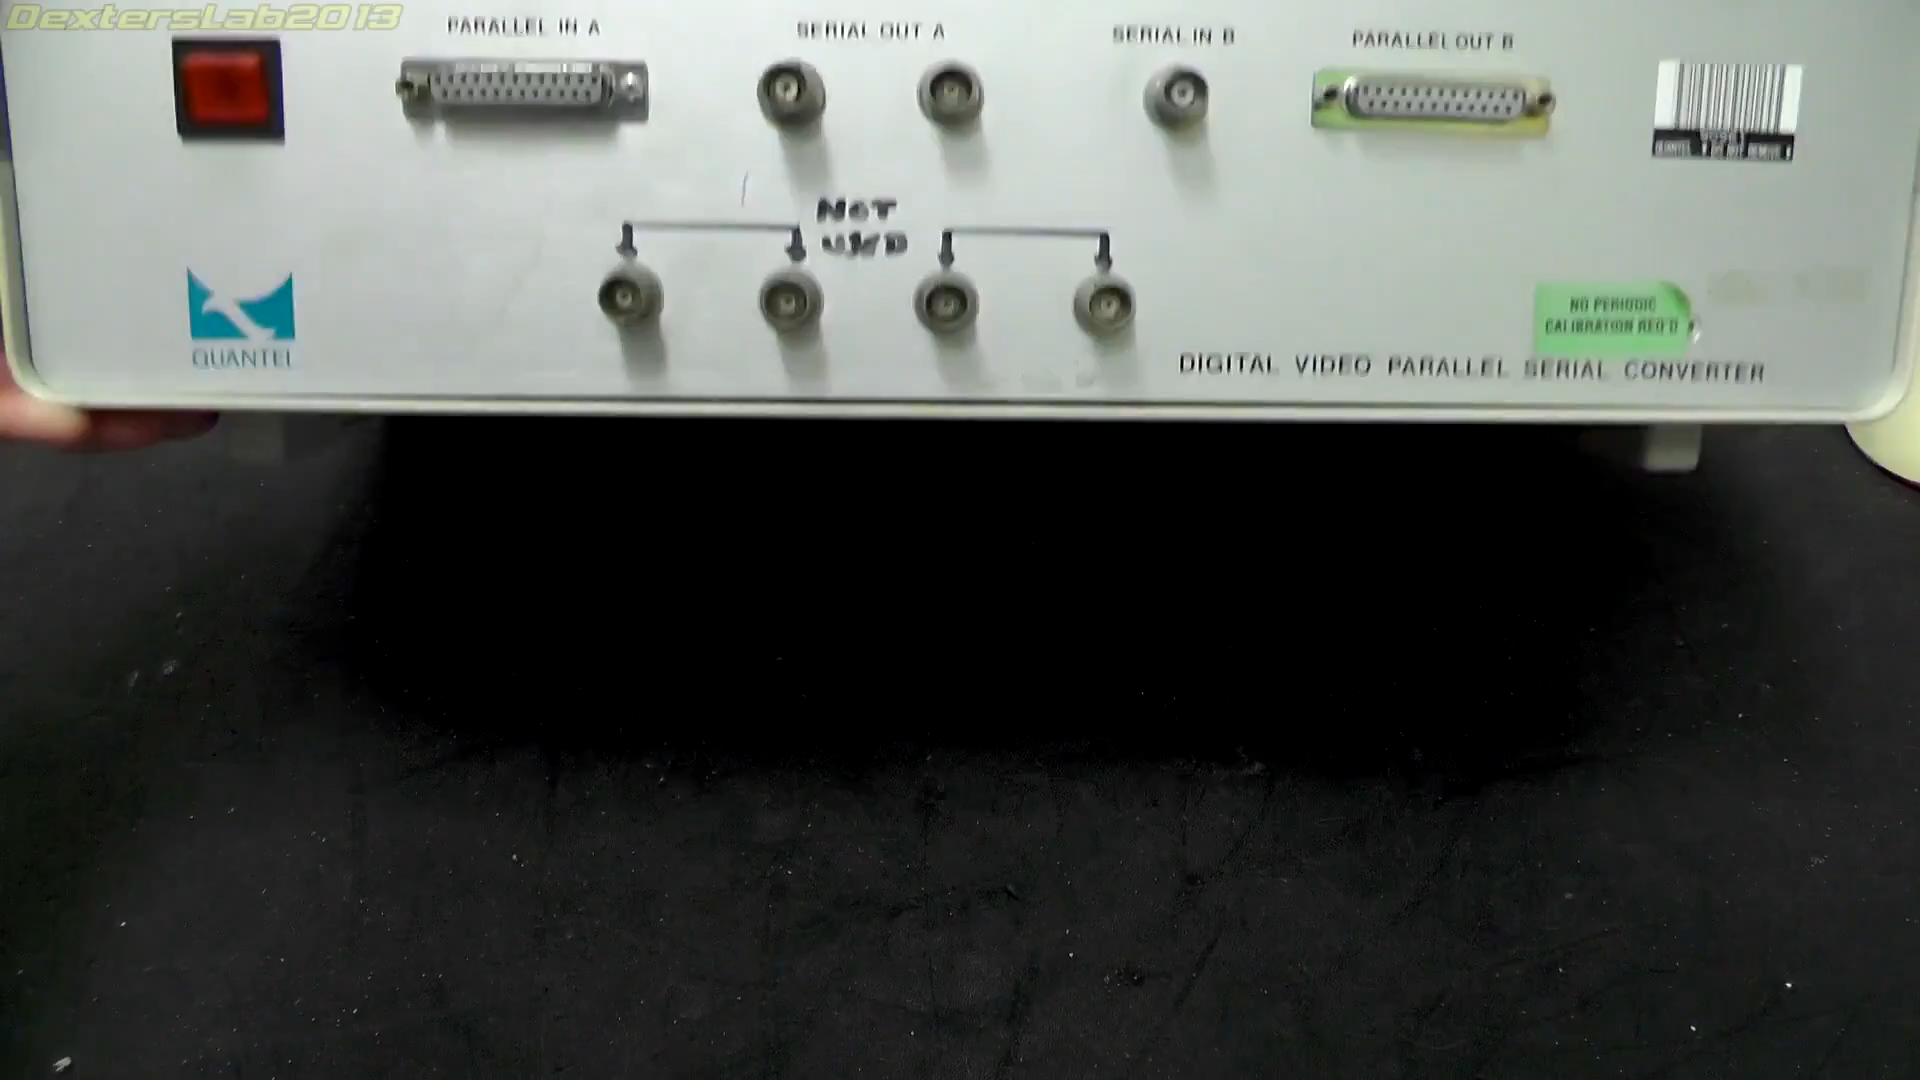 DextersLab2013
PARALLEL IN A
SERIAL OUT A
SERIAL IN B
PARALLEL OUT B
NOT
USED
QUANTEL
NO PERIODIC
CALIBRATION REQ'D
DIGITAL VIDEO PARALLEL SERIAL CONVERTER